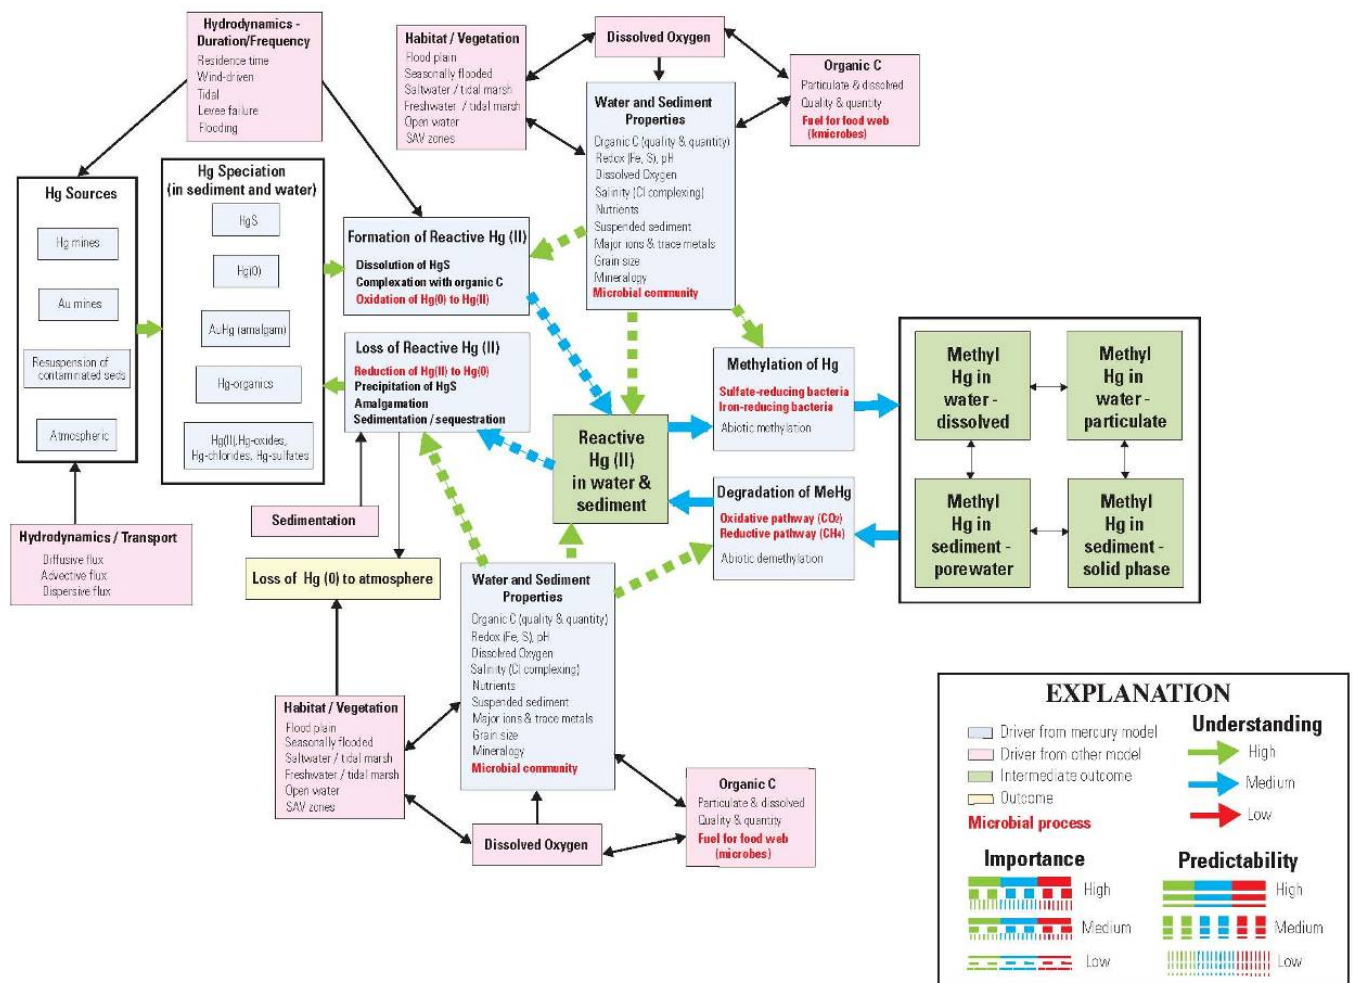 Hydrodynamics -
Duration/Frequency
Residence time
Wind-driven
Tidal
Levee failure
Flooding
Habitat / Vegetation
Flood plain
Seasonally flooded
Saltwater / tidal marsh
Freshwater / tidal marsh
Open water
SAV zones
Dissolved Oxygen
Organic C
Particulate & dissolved
Quality & quantity
Fuel for food web
(kmicrobes)
Water and Sediment
Properties
Organic C (quality & quantity)
Redox (Fe, S), pH
Dissolved Oxygen
Salinity (Cl complexing)
Nutrients
Suspended sediment
Major ions & trace metals
Grain size
Mineralogy
Microbial community
Hg Sources
Hg mines
Au mines
Resuspension of
contaminated seds
Atmospheric
Hg Speciation
(in sediment and water)
HgS
Hg(0)
AuHg (amalgam)
Hg-organics
Hg(II),Hg-oxides,
Hg-chlorides, Hg-sulfates
Formation of Reactive Hg (II)
Dissolution of HgS
Complexation with organic C
Oxidation of Hg(0) to Hg(II)
Loss of Reactive Hg (II)
Reduction of Hg(II) to Hg(0)
Precipitation of HgS
Amalgamation
Sedimentation / sequestration
Reactive
Hg (II)
in water &
sediment
Methylation of Hg
Sulfate-reducing bacteria
Iron-reducing bacteria
Abiotic methylation
Degradation of MeHg
Oxidative pathway (CO₂)
Reductive pathway (CH₄)
Abiotic demethylation
Methyl
Hg in
water -
dissolved
Methyl
Hg in
water -
particulate
Methyl
Hg in
sediment -
porewater
Methyl
Hg in
sediment -
solid phase
Hydrodynamics / Transport
Diffusive flux
Advective flux
Dispersive flux
Sedimentation
Loss of Hg (0) to atmosphere
Water and Sediment
Properties
Organic C (quality & quantity)
Redox (Fe, S), pH
Dissolved Oxygen
Salinity (Cl complexing)
Nutrients
Suspended sediment
Major ions & trace metals
Grain size
Mineralogy
Microbial community
Habitat / Vegetation
Flood plain
Seasonally flooded
Saltwater / tidal marsh
Freshwater / tidal marsh
Open water
SAV zones
Dissolved Oxygen
Organic C
Particulate & dissolved
Quality & quantity
Fuel for food web
(microbes)
EXPLANATION
Driver from mercury model
Driver from other model
Intermediate outcome
Outcome
Microbial process
Understanding
High
Medium
Low
Importance
High
Medium
Low
Predictability
High
Medium
Low